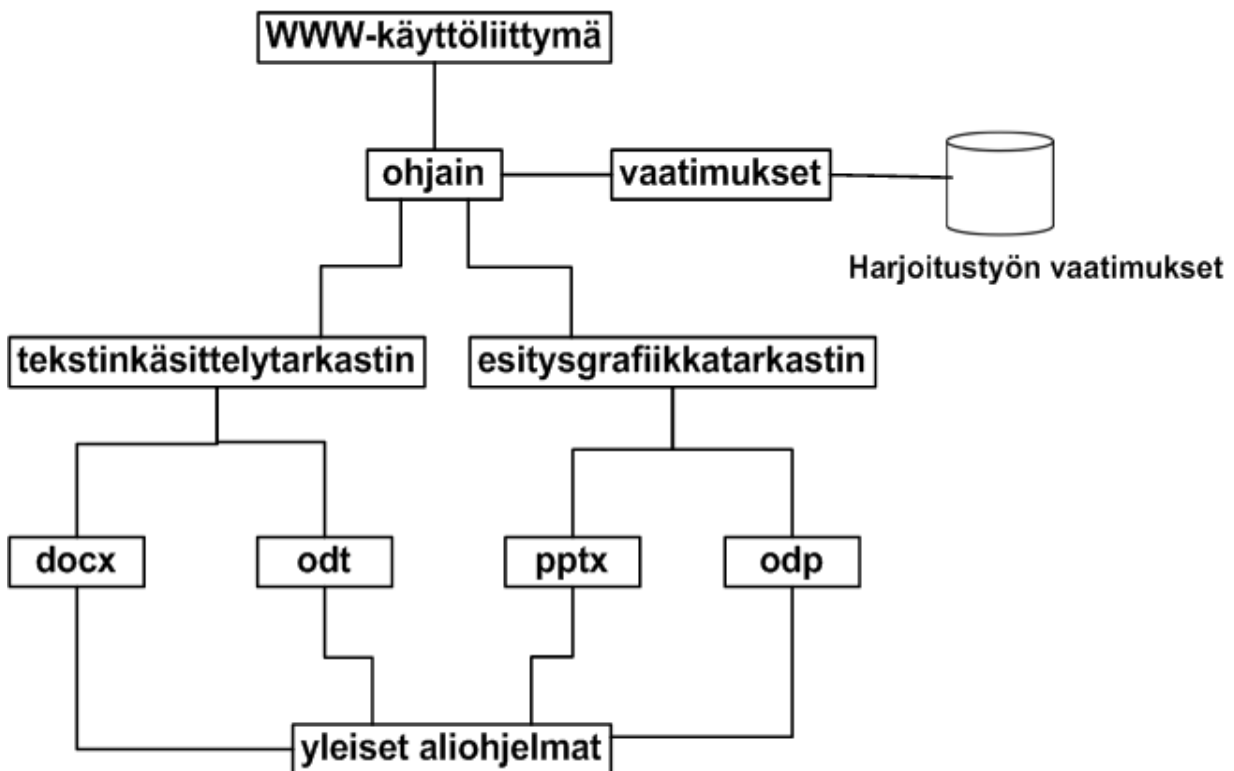 WWW-käyttöliittymä
ohjain
vaatimukset
Harjoitustyön vaatimukset
tekstinkäsittelytarkastin
esitysgrafiikkatarkastin
docx
odt
pptx
odp
yleiset aliohjelmat